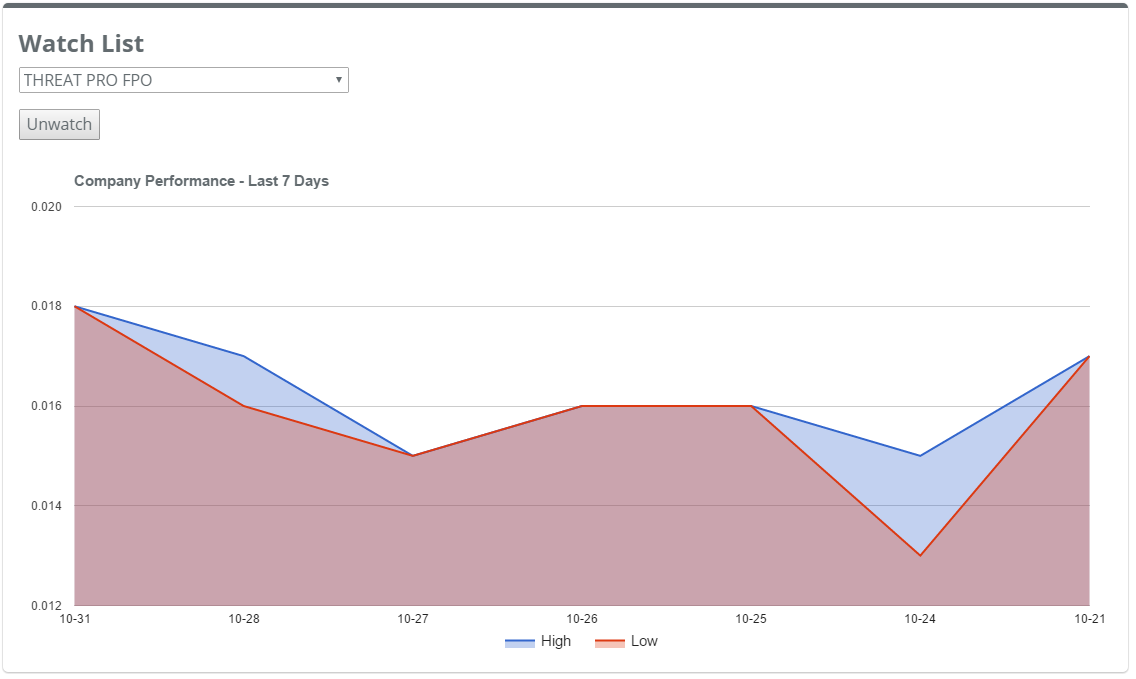 Watch List
THREAT PRO FPO
Unwatch
Company Performance - Last 7 Days
0.020
0.018
0.016
0.014
0.012
10-31 10-28 10-27 10-26 10-25 10-24 10-21
High Low